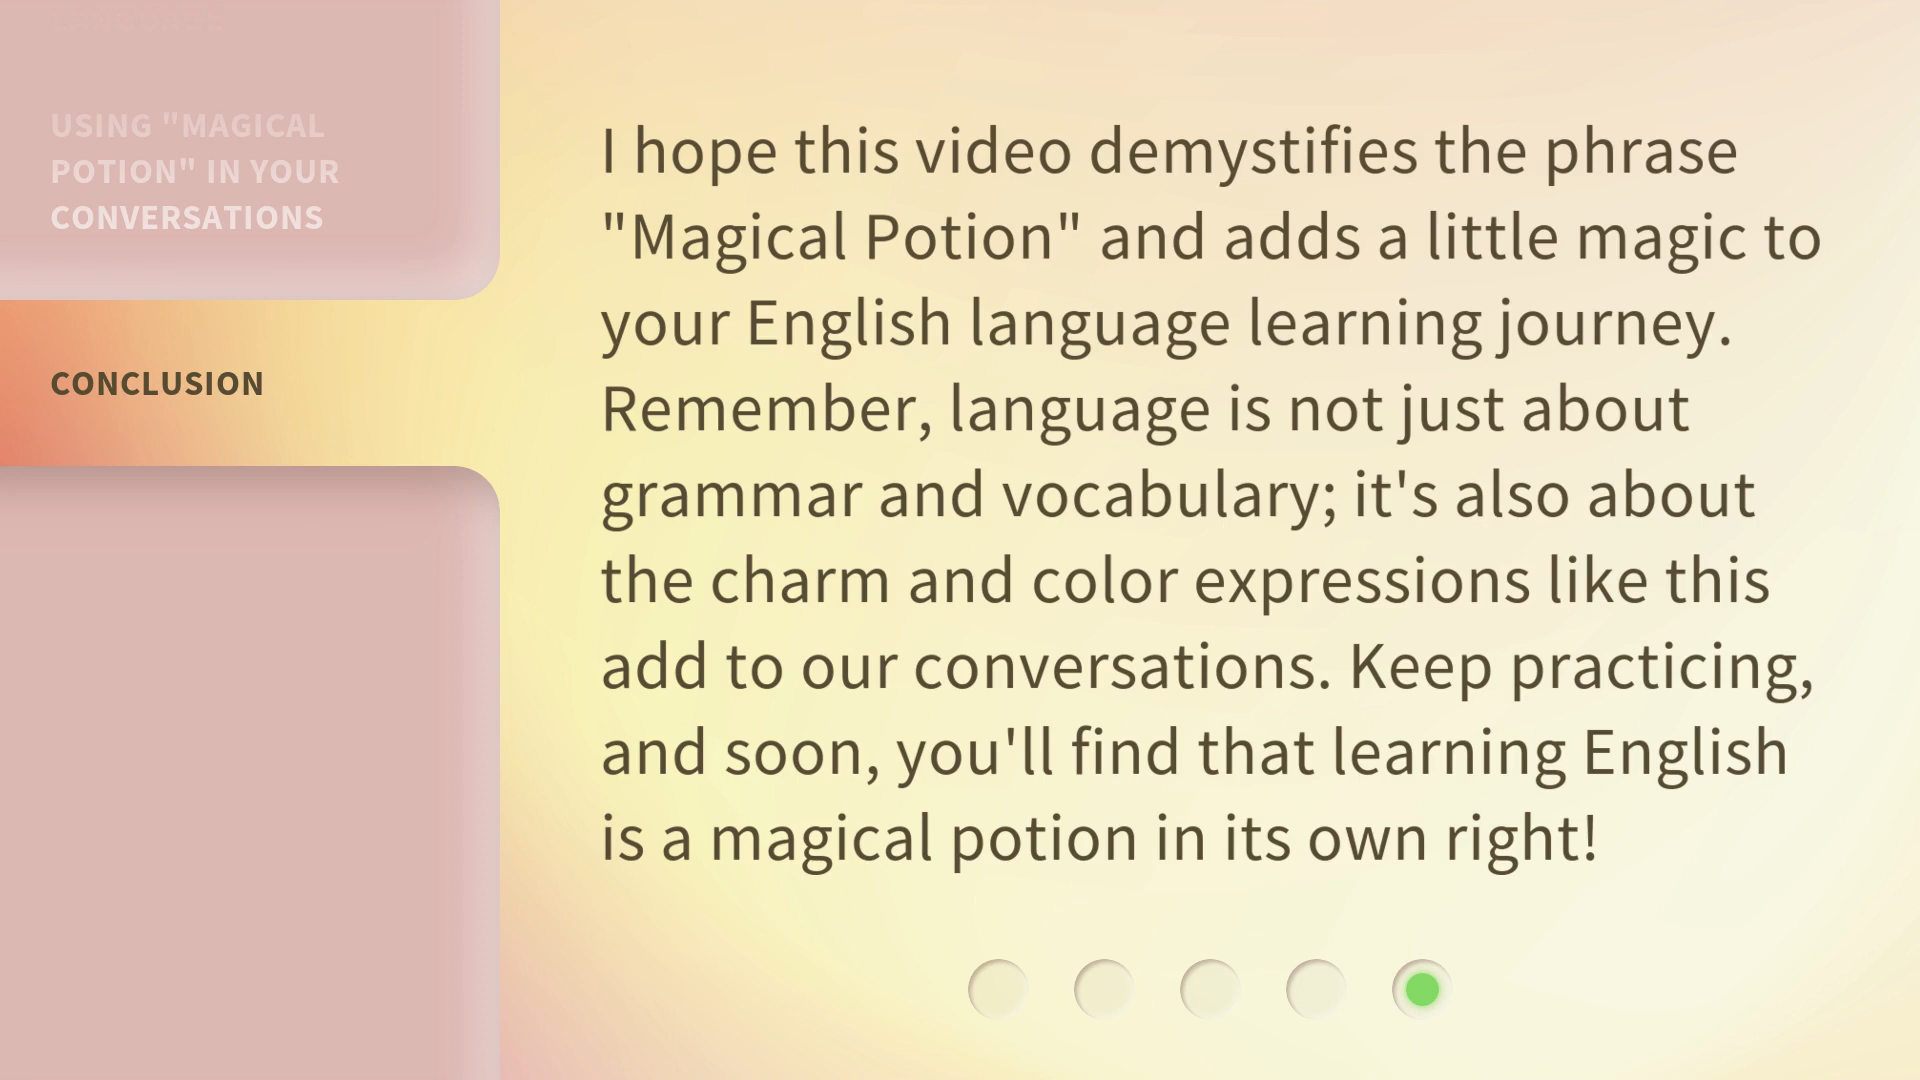 USING "MAGICAL
POTION" IN YOUR
CONVERSATIONS
CONCLUSION
I hope this video demystifies the phrase
"Magical Potion" and adds a little magic to
your English language learning journey.
Remember, language is not just about
grammar and vocabulary; it's also about
the charm and color expressions like this
add to our conversations. Keep practicing,
and soon, you'll find that learning English
is a magical potion in its own right!